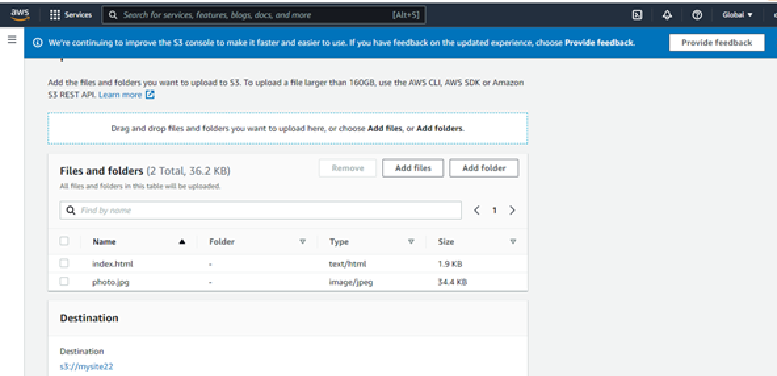 aws Services Search for services, features, blogs, docs, and more [Alt+S] Global
We're continuing to improve the S3 console to make it faster and easier to use. If you have feedback on the updated experience, choose Provide feedback. Provide feedback
Add the files and folders you want to upload to S3. To upload a file larger than 160GB, use the AWS CLI, AWS SDK or Amazon
S3 REST API. Learn more
Drag and drop files and folders you want to upload here, or choose Add files, or Add folders.
Files and folders (2 Total, 36.2 KB) Remove Add files Add folder
All files and folders in this table will be uploaded.
Find by name 1
Name Folder Type Size
index.html - text/html 1.9 KB
photo.jpg - image/jpeg 34.4 KB
Destination
Destination
s3://mysite22